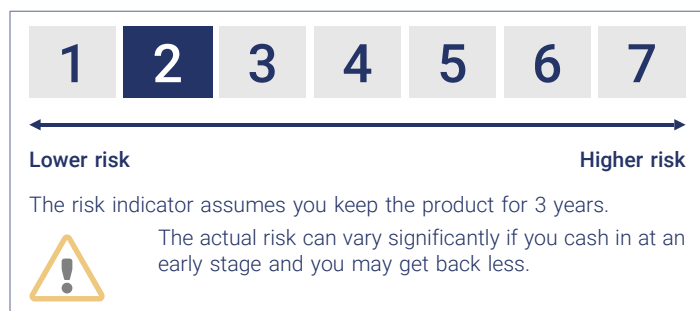 1 2 3 4 5 6 7
Lower risk Higher risk
The risk indicator assumes you keep the product for 3 years.
The actual risk can vary significantly if you cash in at an
early stage and you may get back less.